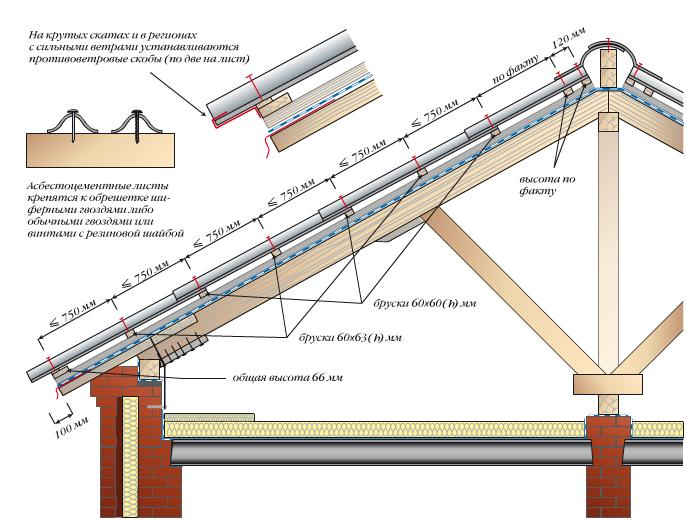 На крутых скатах и в регионах
с сильными ветрами устанавливаются
противоветровые скобы (по две на лист)
120 мм
по факту
≤ 750 мм
≤ 750 мм
≤ 750 мм
≤ 750 мм
≤ 750 мм
≤ 750 мм
высота по
факту
Асбестоцементные листы
крепятся к обрешетке ши-
ферными гвоздями либо
обычными гвоздями или
винтами с резиновой шайбой
бруски 60х60(h) мм
бруски 60х63(h) мм
общая высота 66 мм
100 мм